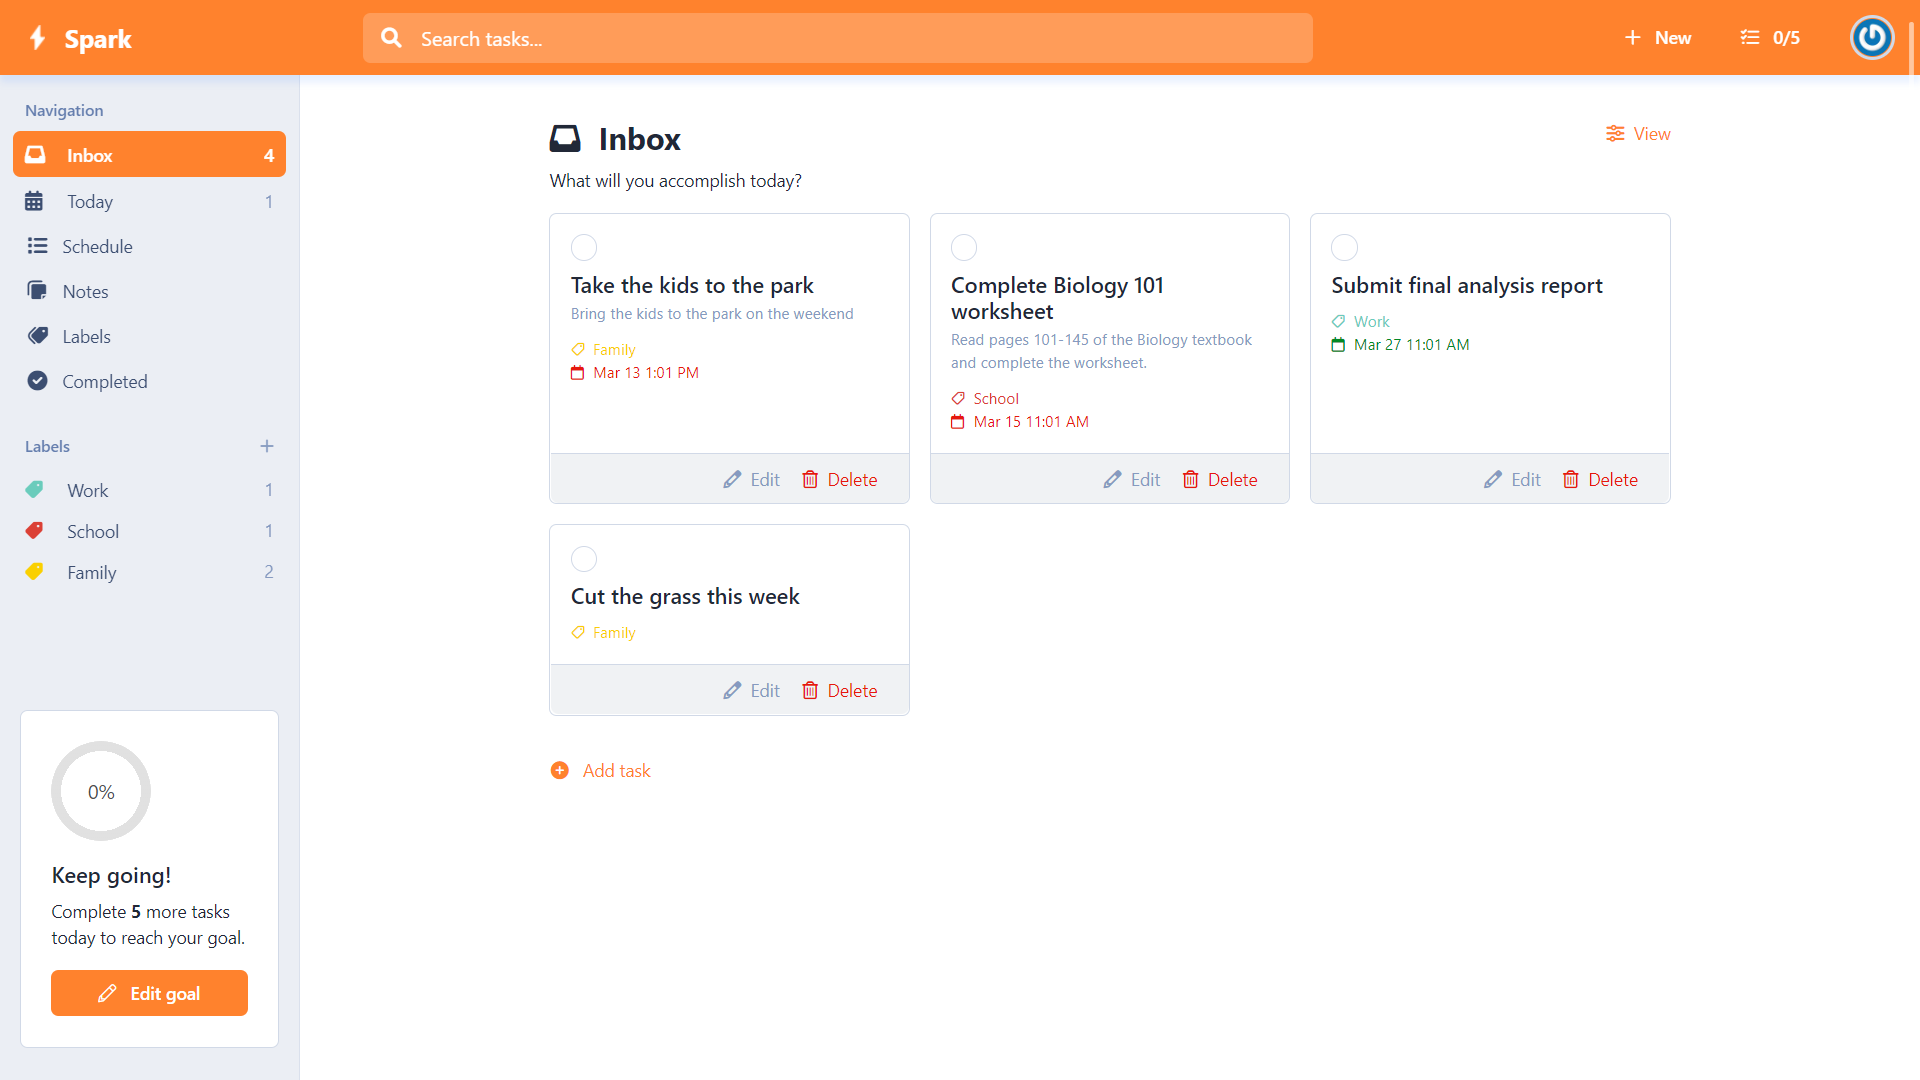 Spark
Search tasks...
New
0/5
Navigation
Inbox 4
Today 1
Schedule
Notes
Labels
Completed
Labels
Work 1
School 1
Family 2
0%
Keep going!
Complete 5 more tasks
today to reach your goal.
Edit goal
Inbox
View
What will you accomplish today?
Take the kids to the park
Bring the kids to the park on the weekend
Family
Mar 13 1:01 PM
Edit Delete
Complete Biology 101
worksheet
Read pages 101-145 of the Biology textbook
and complete the worksheet.
School
Mar 15 11:01 AM
Edit Delete
Submit final analysis report
Work
Mar 27 11:01 AM
Edit Delete
Cut the grass this week
Family
Edit Delete
Add task